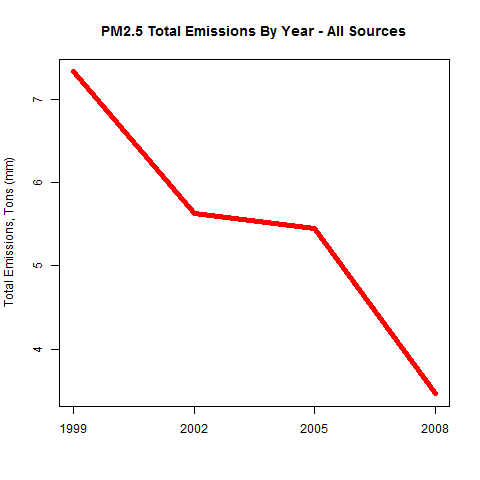 PM2.5 Total Emissions By Year - All Sources
Total Emissions, Tons (mm)
7
6
5
4
1999 2002 2005 2008